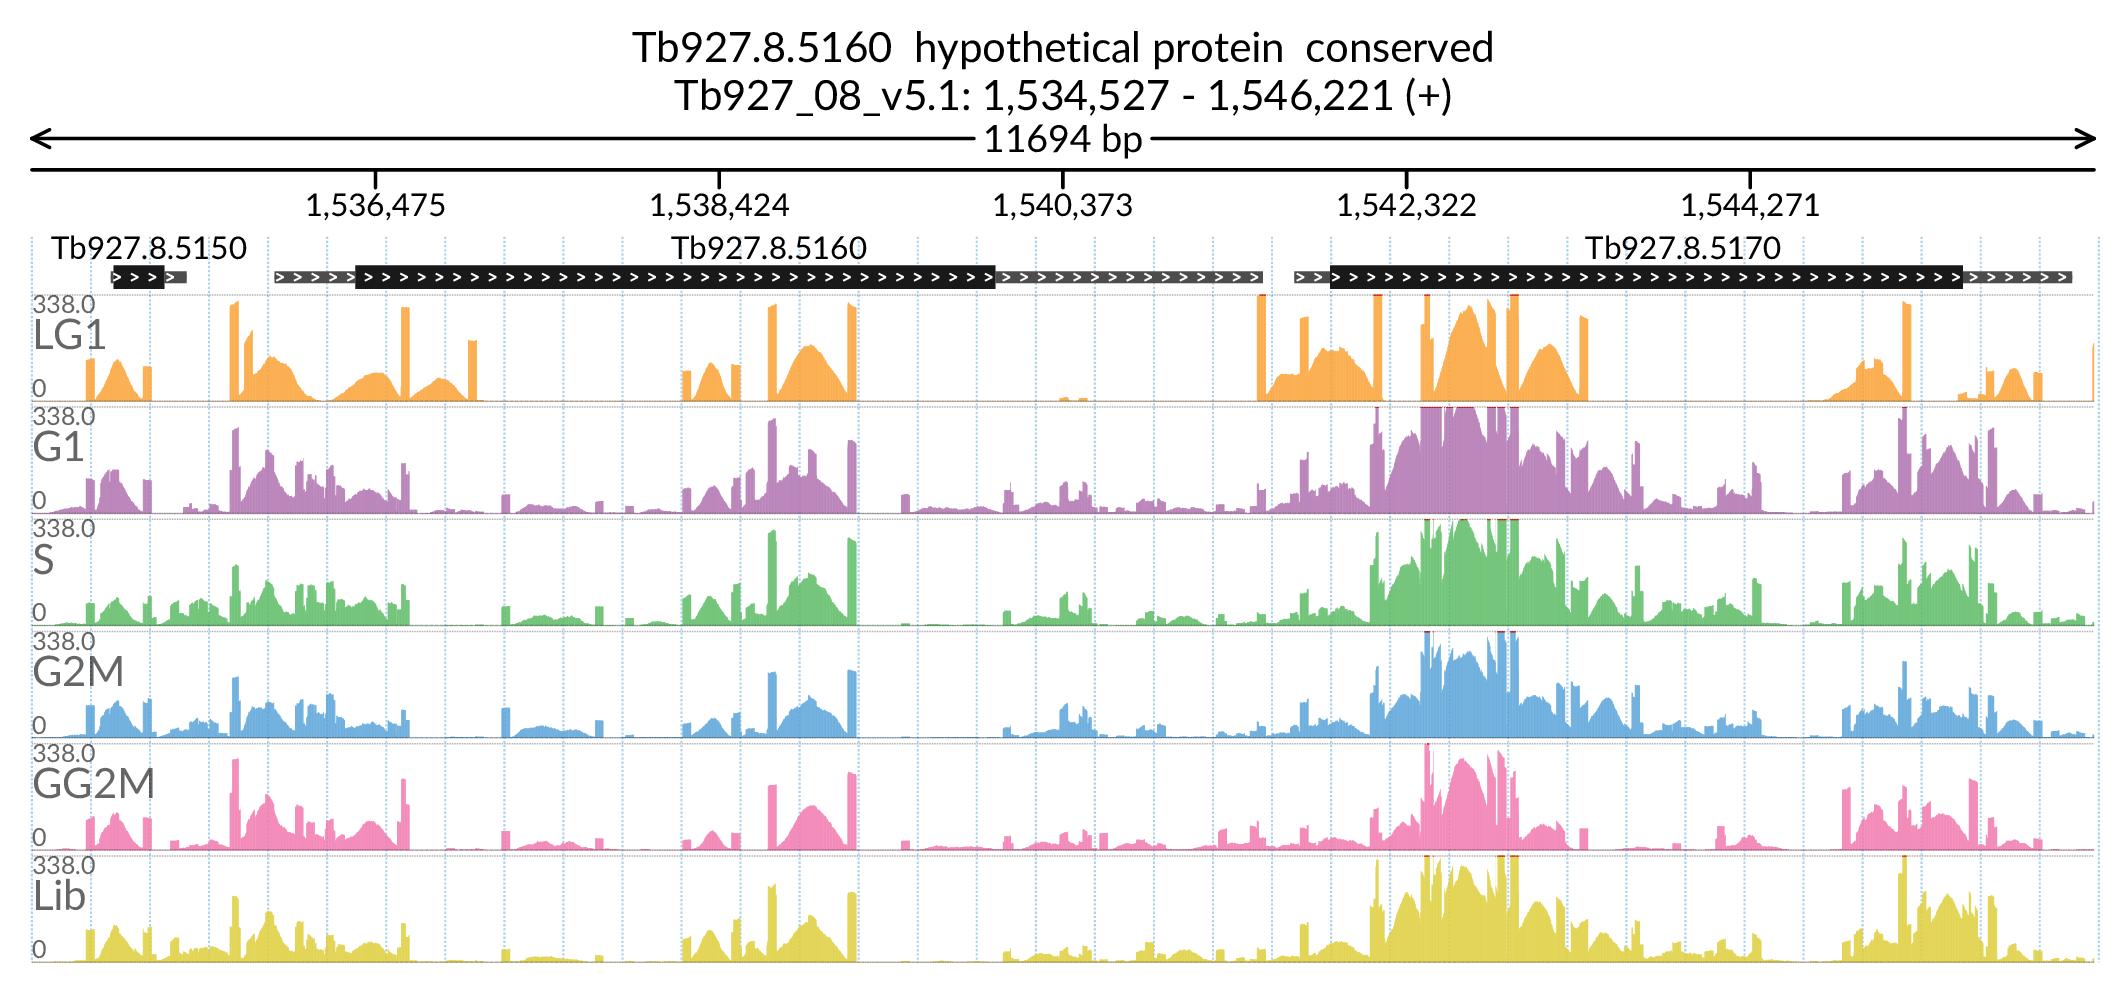 Tb927.8.5160  hypothetical protein  conserved
Tb927_08_v5.1: 1,534,527 - 1,546,221 (+)
11694 bp
1,536,475 1,538,424 1,540,373 1,542,322 1,544,271
Tb927.8.5150 Tb927.8.5160 Tb927.8.5170
338.0
LG1
0
338.0
G1
0
338.0
S
0
338.0
G2M
0
338.0
GG2M
0
338.0
Lib
0